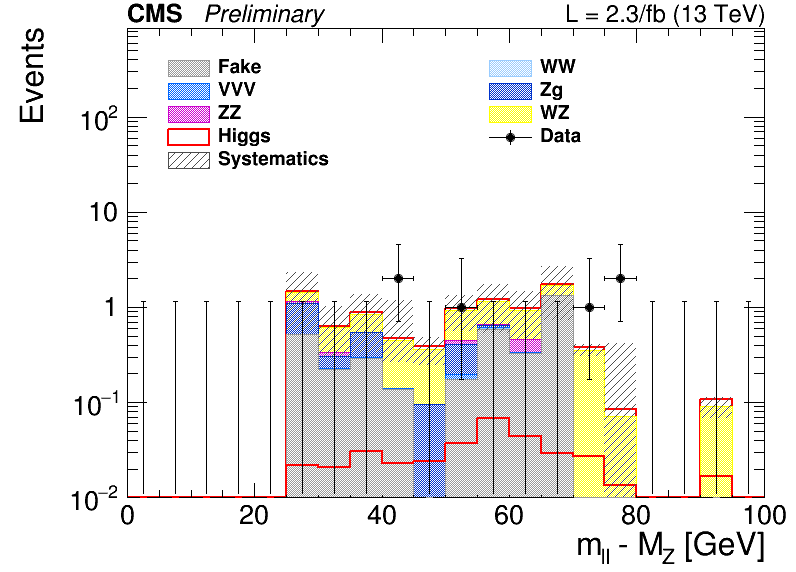 CMS Preliminary L = 2.3/fb (13 TeV)
Events
Fake WW
VVV Zg
ZZ WZ
Higgs Data
Systematics
10²
10
1
10⁻¹
10⁻²
0 20 40 60 80 100
m_ll - M_Z [GeV]